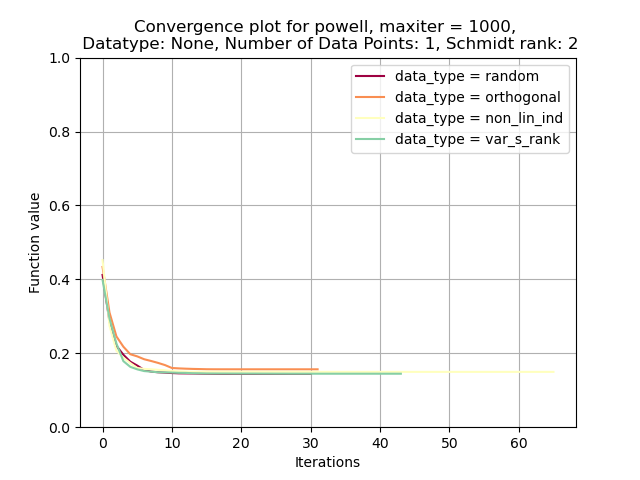 Convergence plot for powell, maxiter = 1000,
Datatype: None, Number of Data Points: 1, Schmidt rank: 2
1.0
0.8
0.6
0.4
0.2
0.0
Function value
data_type = random
data_type = orthogonal
data_type = non_lin_ind
data_type = var_s_rank
0 10 20 30 40 50 60
Iterations